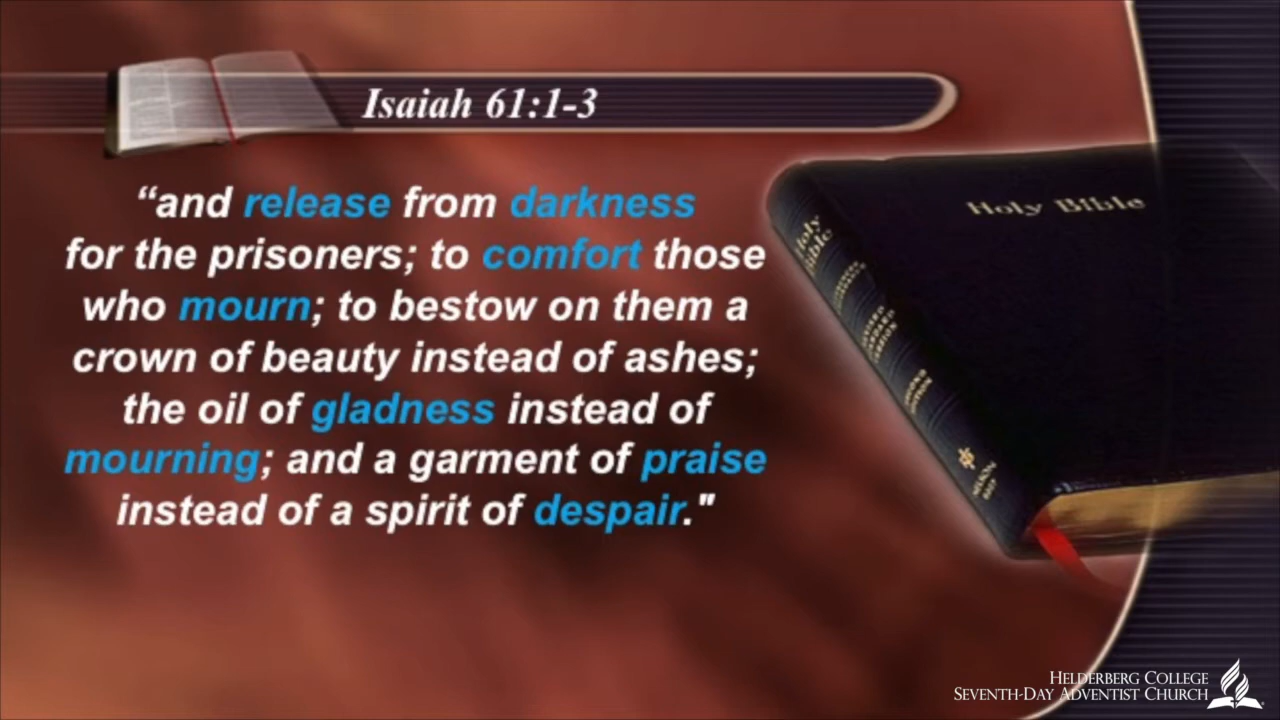 Isaiah 61:1-3
“and release from darkness
for the prisoners; to comfort those
who mourn; to bestow on them a
crown of beauty instead of ashes;
the oil of gladness instead of
mourning; and a garment of praise
instead of a spirit of despair."
Holy Bible
Holy
Bible
HELDERBERG COLLEGE
SEVENTH-DAY ADVENTIST CHURCH